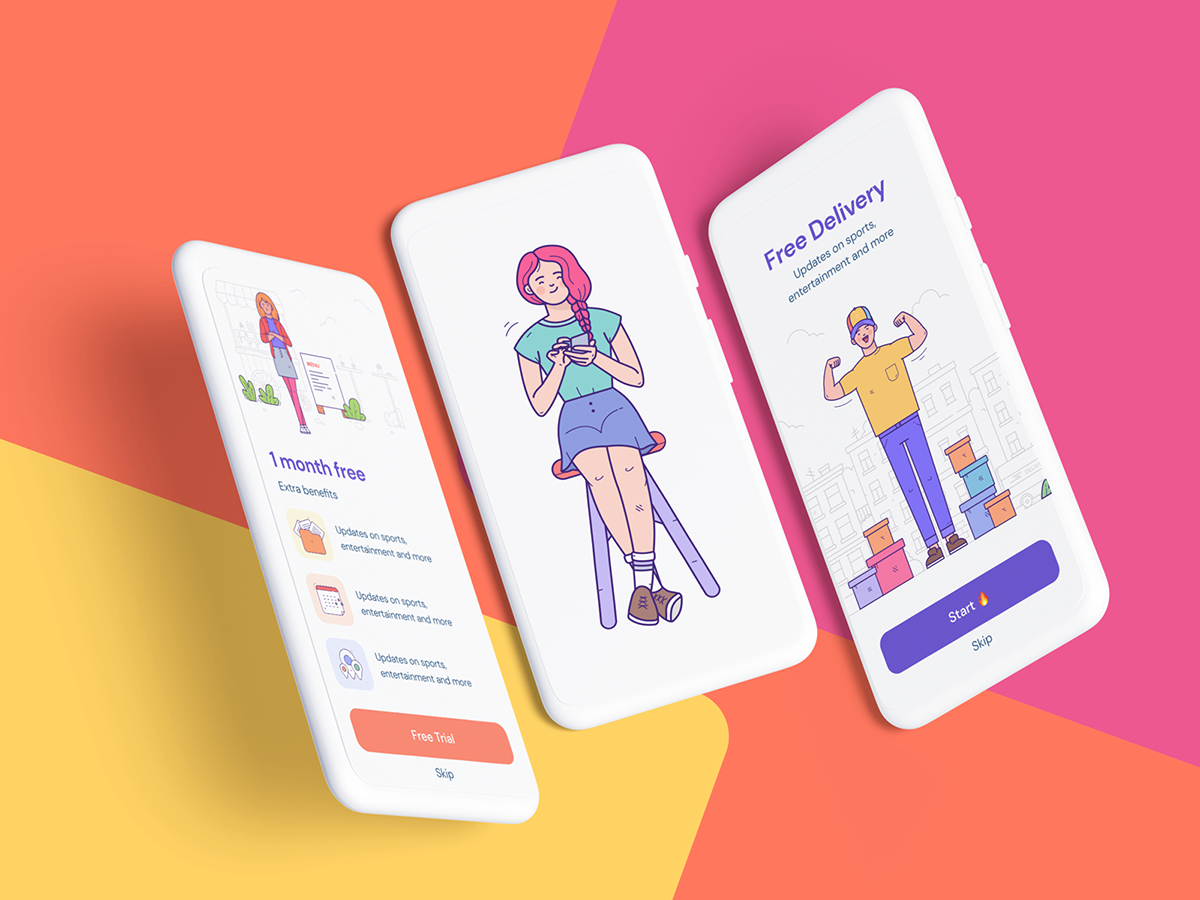 MENU
1 month free
Extra benefits
Updates on sports,
entertainment and more
Updates on sports,
entertainment and more
Updates on sports,
entertainment and more
Free Trial
Skip
Free Delivery
Updates on sports,
entertainment and more
Start 🔥
Skip